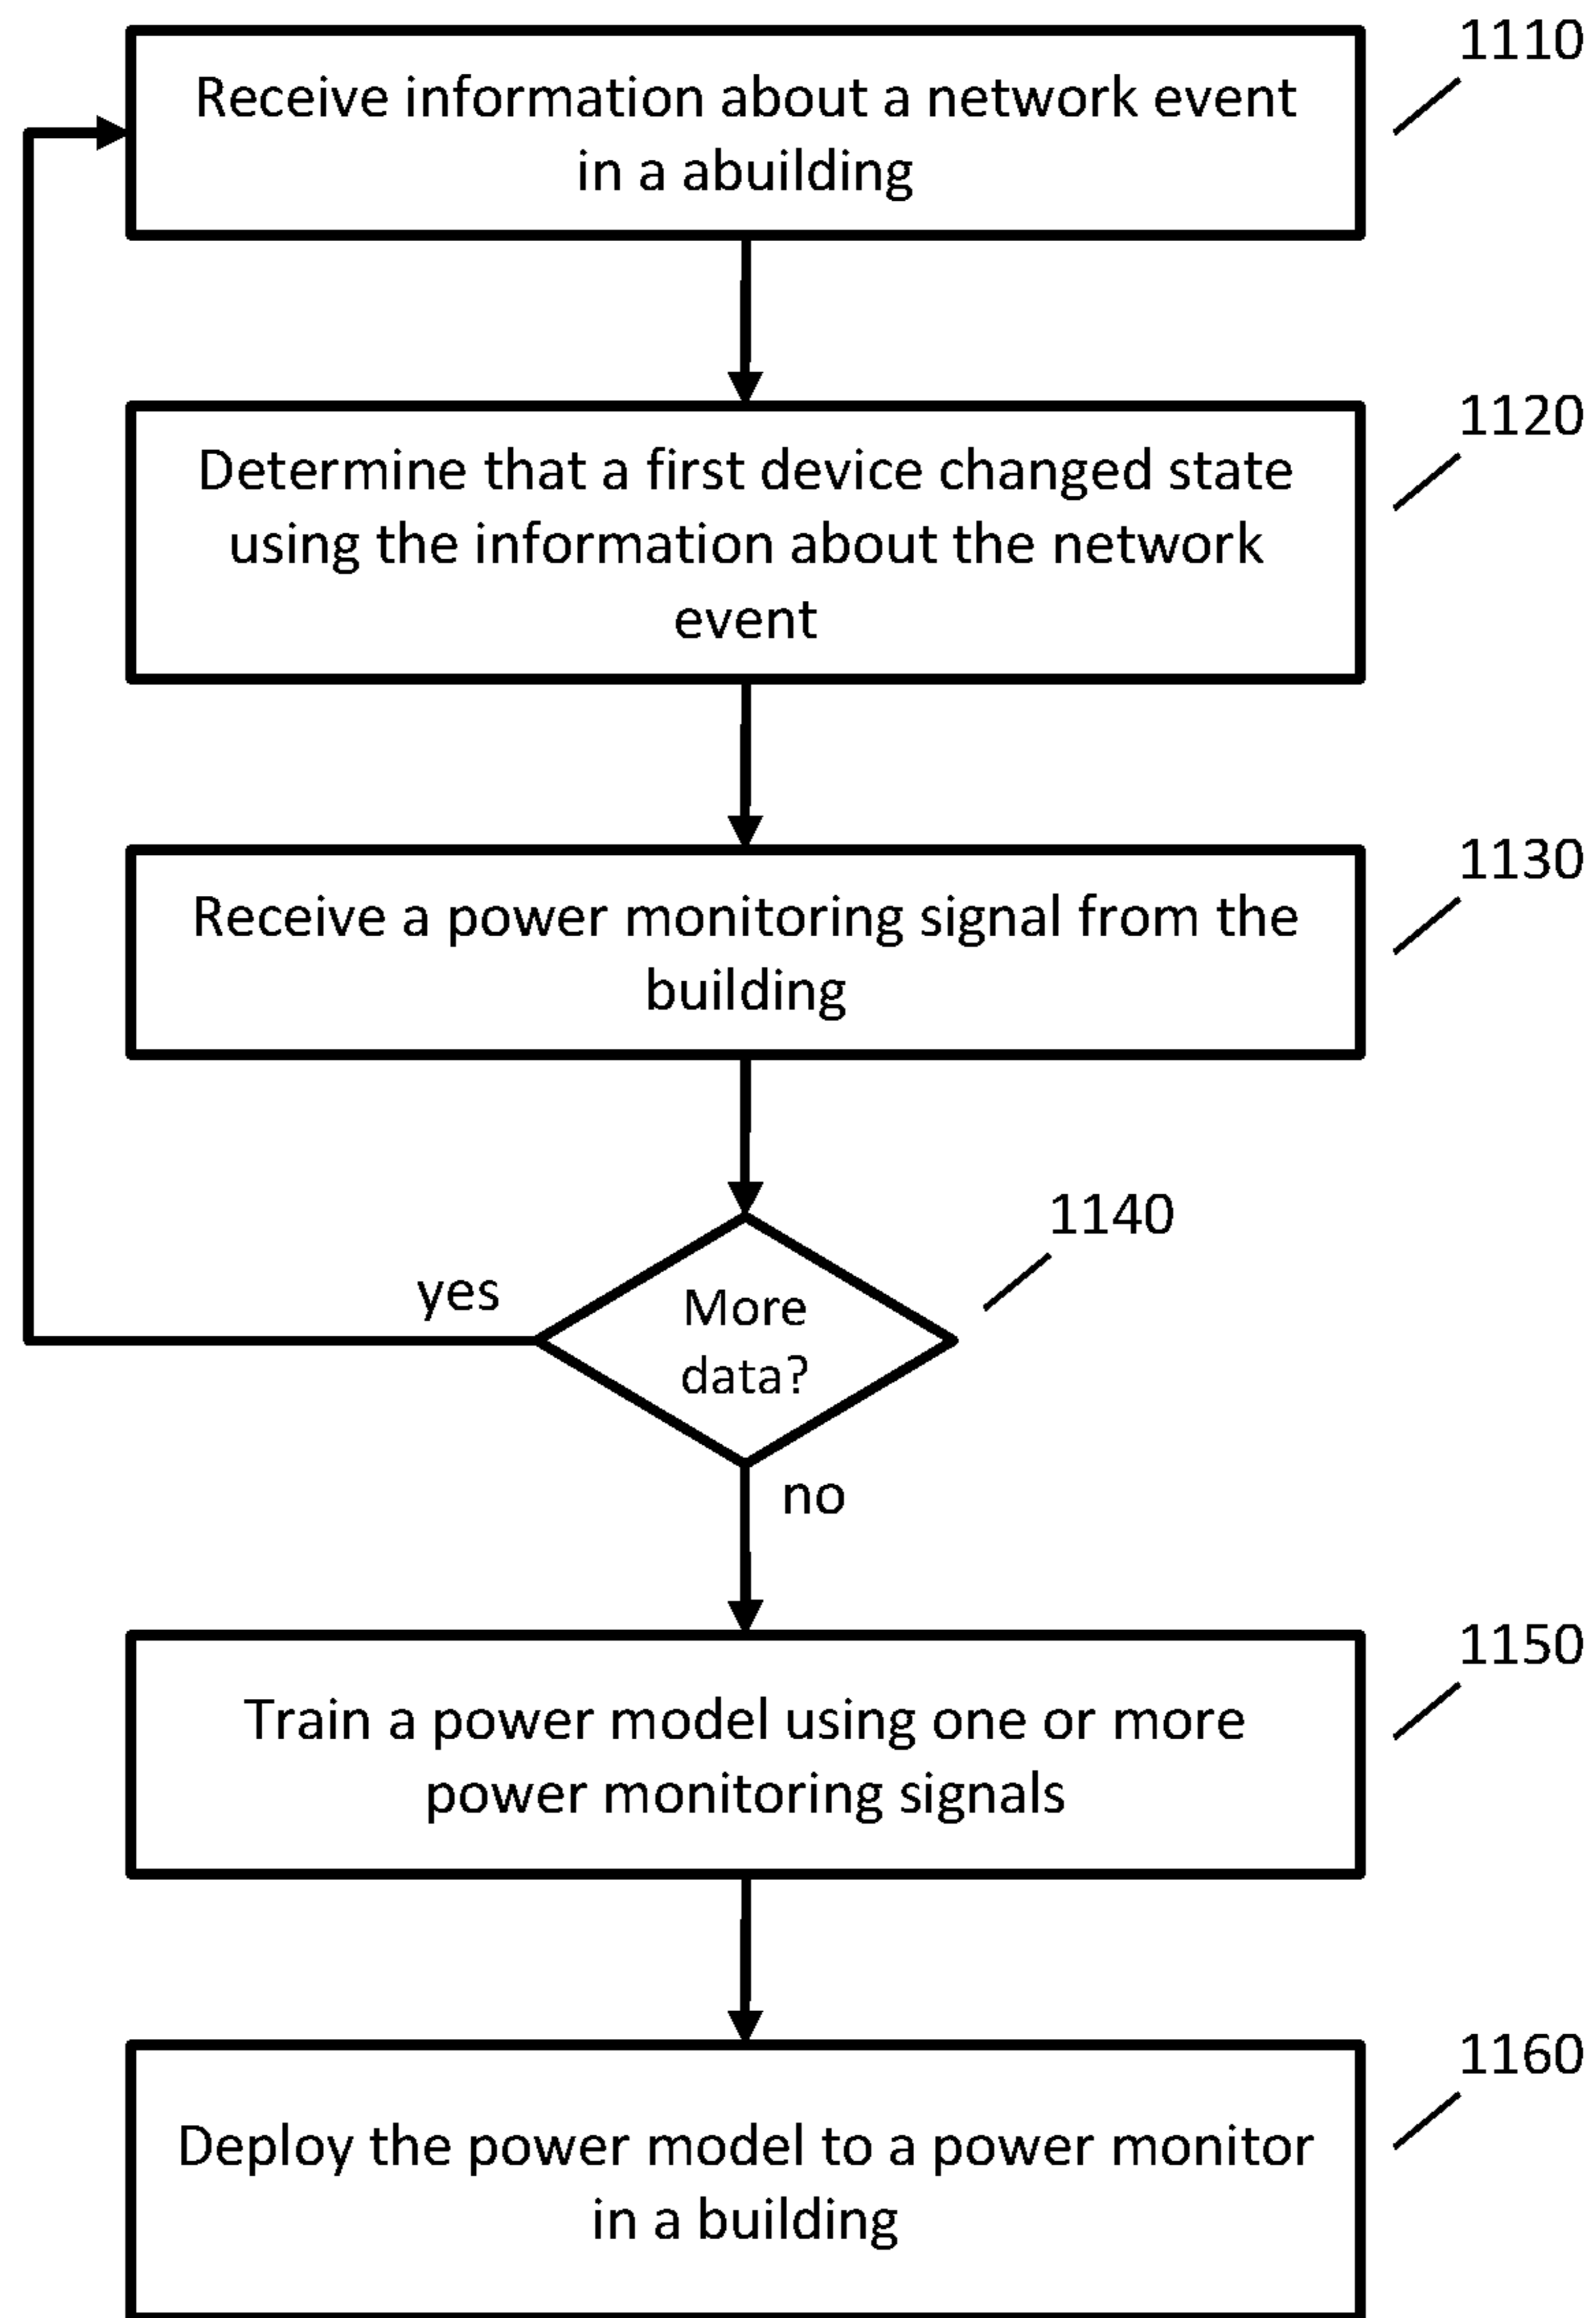 1110
Receive information about a network event
in a abuilding
1120
Determine that a first device changed state
using the information about the network
event
1130
Receive a power monitoring signal from the
building
1140
yes
More
data?
no
1150
Train a power model using one or more
power monitoring signals
1160
Deploy the power model to a power monitor
in a building